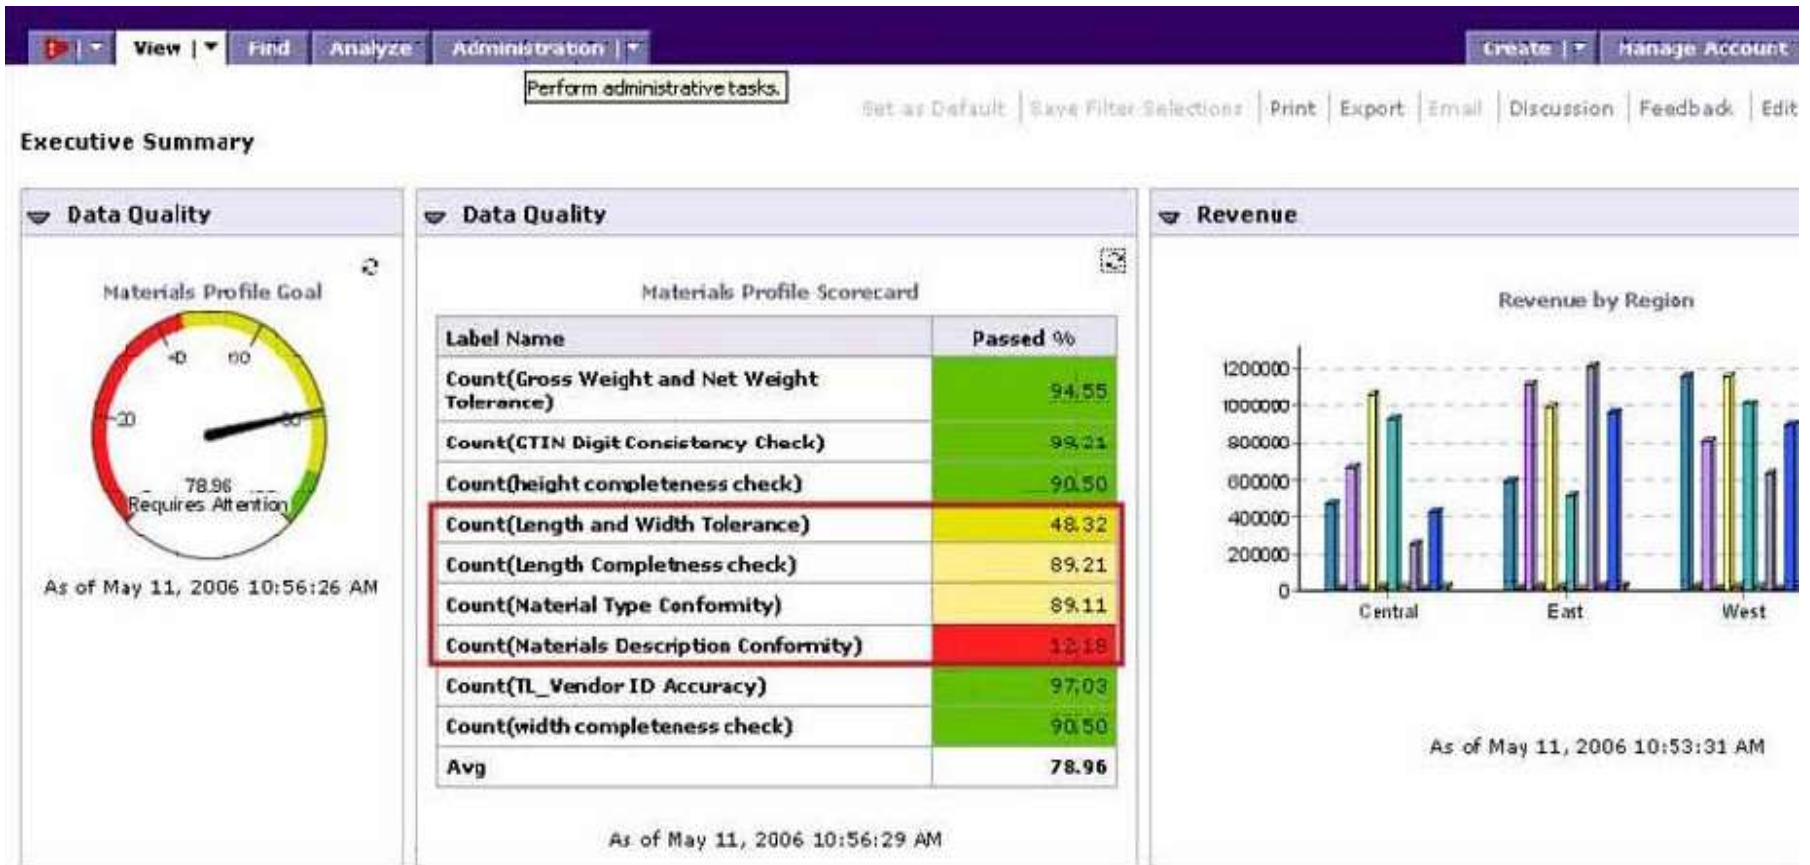 View | Find Analyze Administration | Create | Manage Account
Perform administrative tasks.
Set as Default | Save Filter Selections | Print | Export | Email | Discussion | Feedback | Edit
Executive Summary
Data Quality
Materials Profile Goal
20
40
60
80
78.96
Requires Attention
As of May 11, 2006 10:56:26 AM
Data Quality
Materials Profile Scorecard
Label Name Passed %
Count(Gross Weight and Net Weight
Tolerance) 94.55
Count(GTIN Digit Consistency Check) 99.21
Count(height completeness check) 90.50
Count(Length and Width Tolerance) 48.32
Count(Length Completness check) 89.21
Count(Material Type Conformity) 89.11
Count(Materials Description Conformity) 12.18
Count(TL_Vendor ID Accuracy) 97.03
Count(width completeness check) 90.50
Avg 78.96
As of May 11, 2006 10:56:29 AM
Revenue
Revenue by Region
1200000
1000000
800000
600000
400000
200000
0
Central East West
As of May 11, 2006 10:53:31 AM